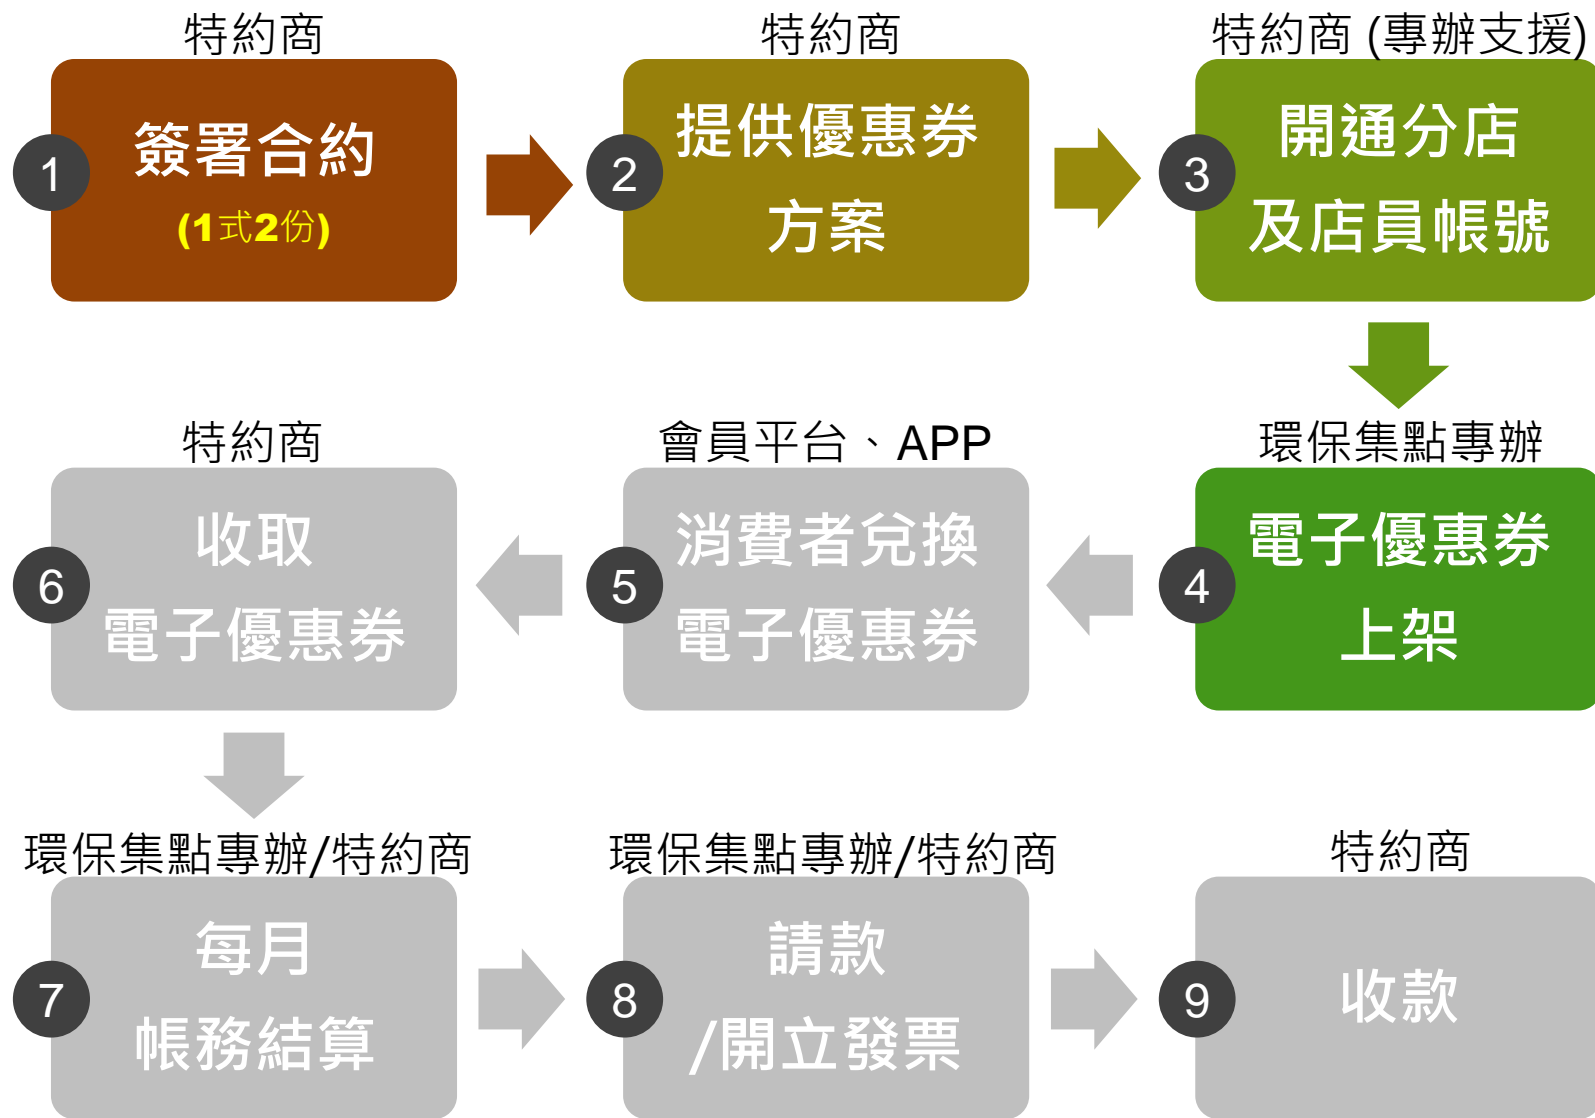 特約商
1
簽署合約
(1式2份)
特約商
2
提供優惠券
方案
特約商 (專辦支援)
3
開通分店
及店員帳號
環保集點專辦
4
電子優惠券
上架
會員平台、APP
5
消費者兌換
電子優惠券
特約商
6
收取
電子優惠券
環保集點專辦/特約商
7
每月
帳務結算
環保集點專辦/特約商
8
請款
/開立發票
特約商
9
收款